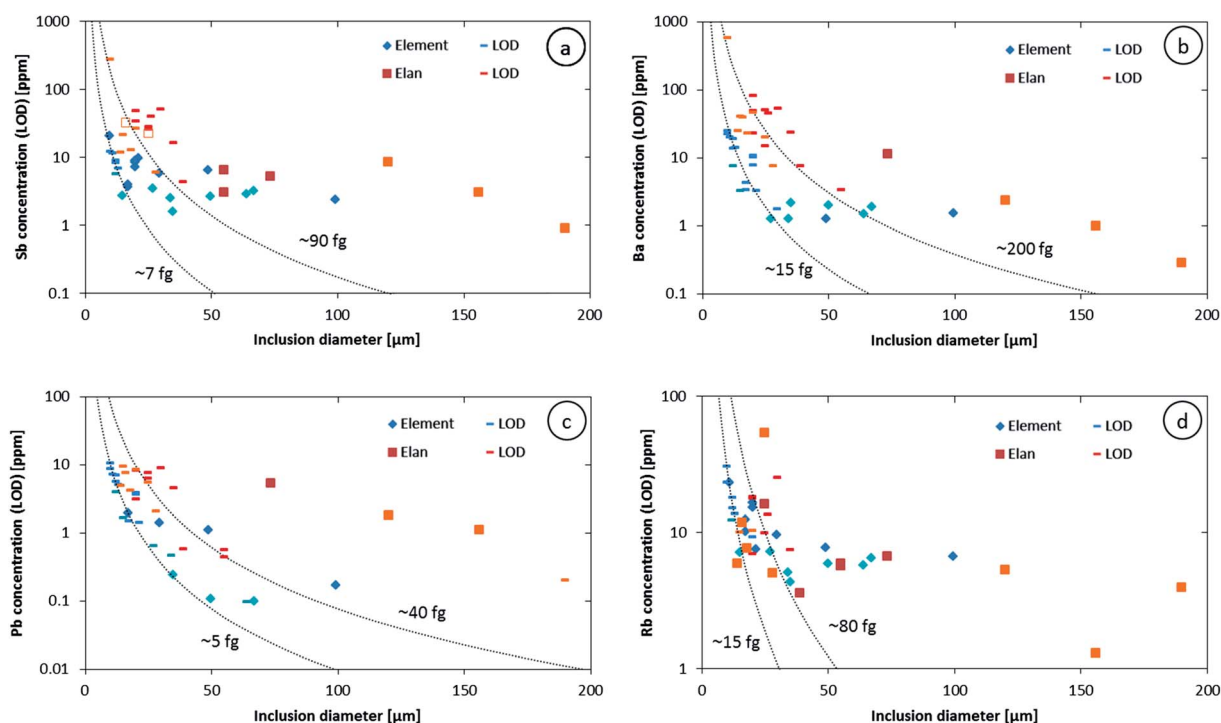 1000
100
10
1
0.1
Sb concentration (LOD) [ppm]
Element
LOD
Elan
LOD
a
~7 fg
~90 fg
0
50
100
150
200
Inclusion diameter [µm]
1000
100
10
1
0.1
Ba concentration (LOD) [ppm]
Element
LOD
Elan
LOD
b
~15 fg
~200 fg
0
50
100
150
200
Inclusion diameter [µm]
100
10
1
0.1
0.01
Pb concentration (LOD) [ppm]
Element
LOD
Elan
LOD
c
~5 fg
~40 fg
0
50
100
150
200
Inclusion diameter [µm]
100
10
1
Rb concentration (LOD) [ppm]
Element
LOD
Elan
LOD
d
~15 fg
~80 fg
0
50
100
150
200
Inclusion diameter [µm]